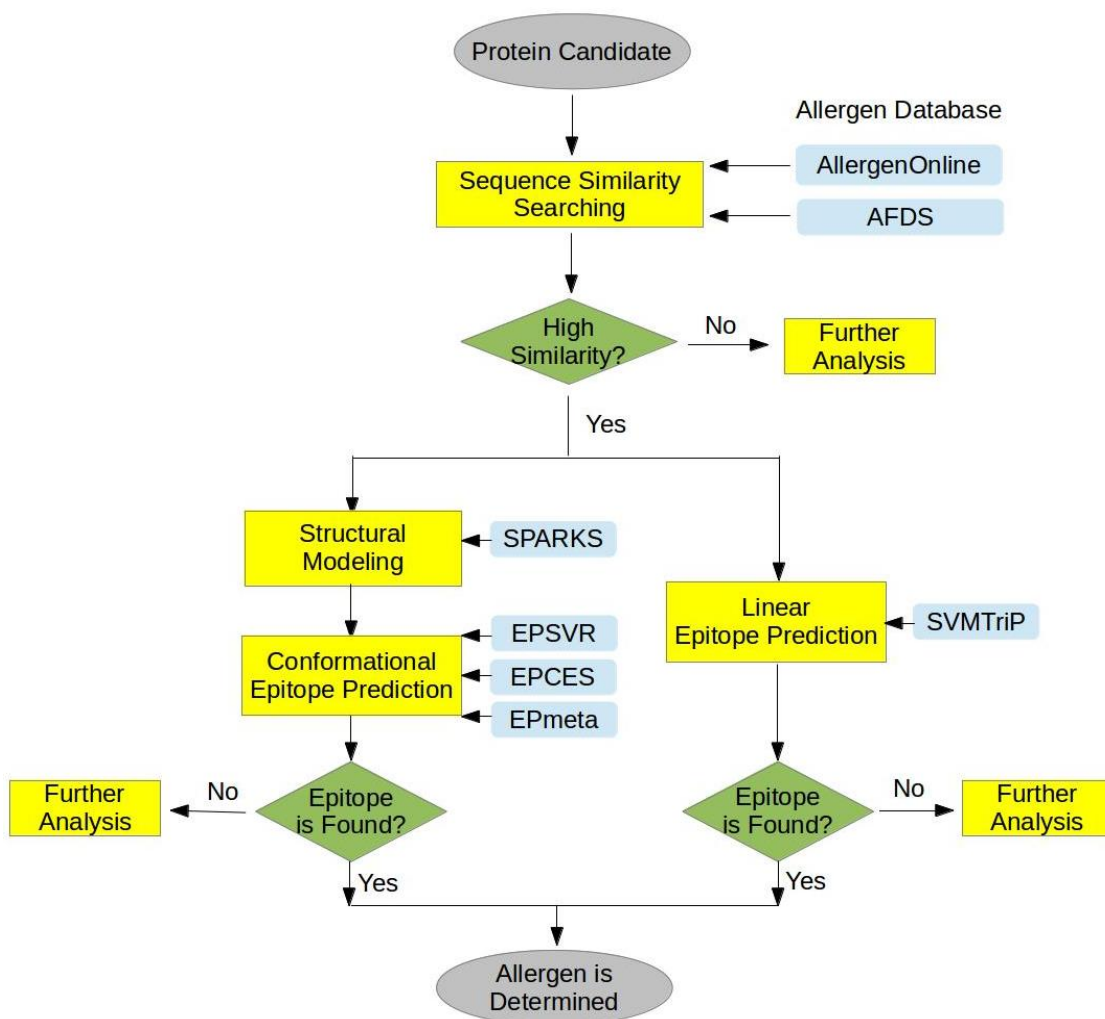 Protein Candidate
Allergen Database
AllergenOnline
Sequence Similarity
Searching
AFDS
High
Similarity?
No
Further
Analysis
Yes
Structural
Modeling
SPARKS
Linear
Epitope Prediction
SVMTriP
EPSVR
Conformational
Epitope Prediction
EPCES
EPmeta
Further
Analysis
No
Epitope
is Found?
Epitope
is Found?
No
Further
Analysis
Yes
Yes
Allergen is
Determined